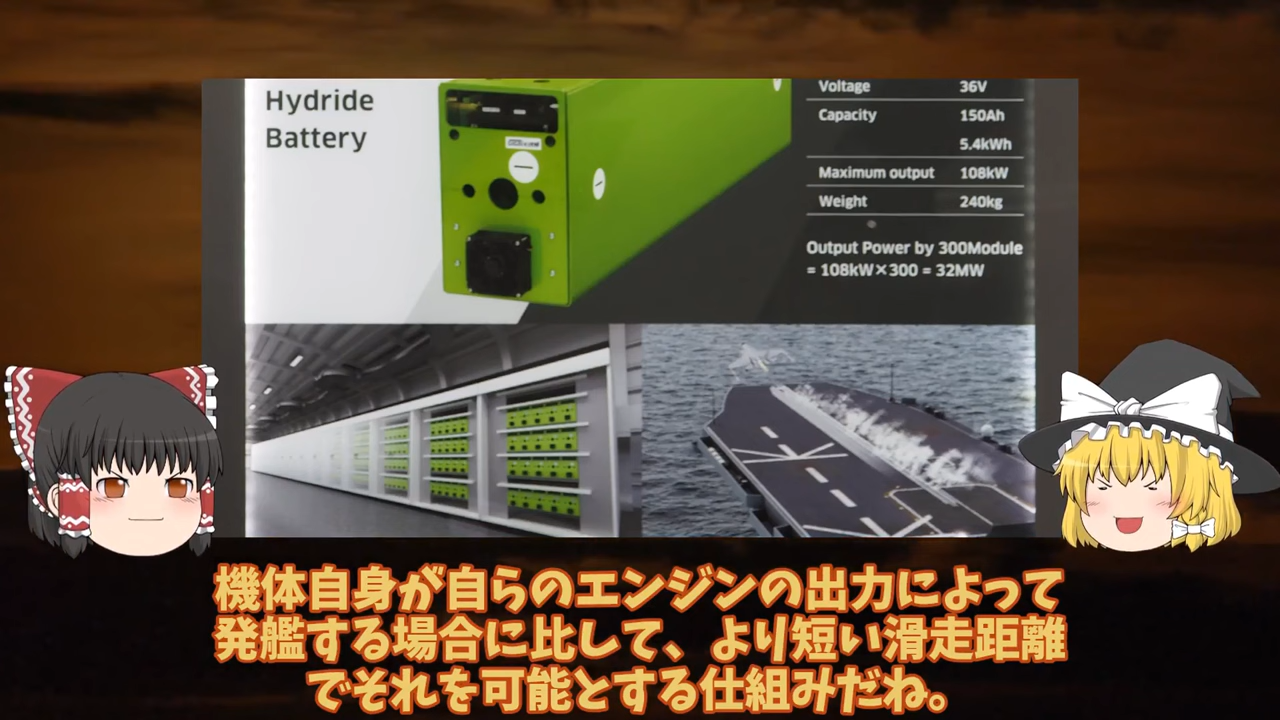 Hydride
Battery
Voltage 36V
Capacity 150Ah
5.4kWh
Maximum output 108kW
Weight 240kg
Output Power by 300Module
= 108kW×300 = 32MW
機体自身が自らのエンジンの出力によって
発艦する場合に比して、より短い滑走距離
でそれを可能とする仕組みだね。